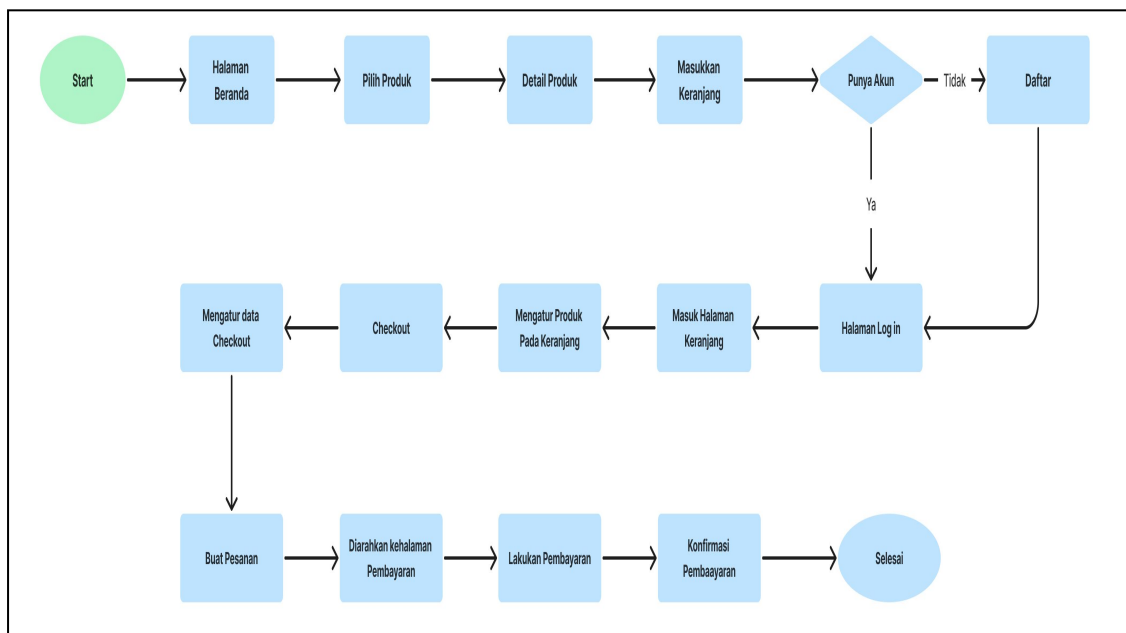 Start
Halaman
Beranda
Pilih Produk
Detail Produk
Masukkan
Keranjang
Punya Akun
Tidak
Daftar
Ya
Mengatur data
Checkout
Checkout
Mengatur Produk
Pada Keranjang
Masuk Halaman
Keranjang
Halaman Log in
Buat Pesanan
Diarahkan kehalaman
Pembayaran
Lakukan Pembayaran
Konfirmasi
Pembaayaran
Selesai